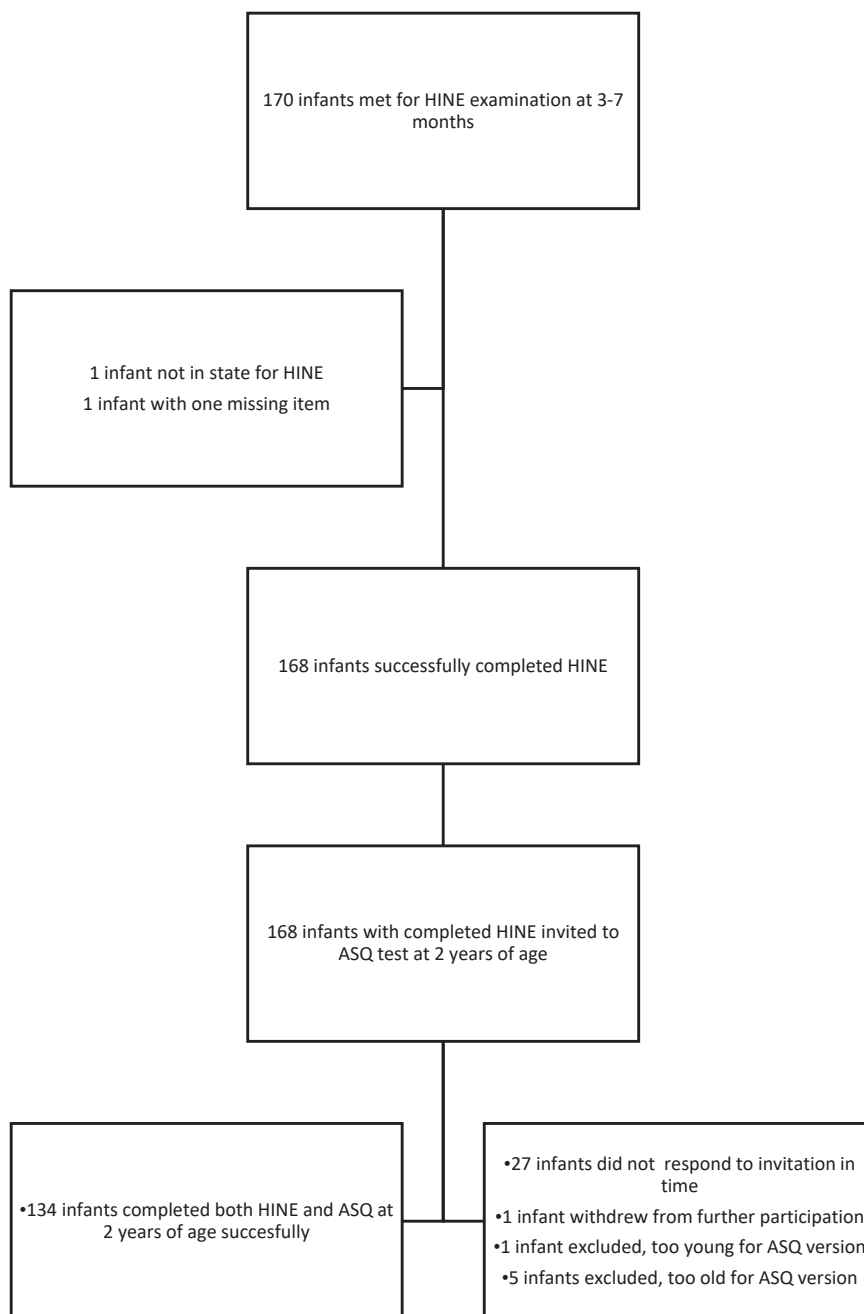 170 infants met for HINE examination at 3-7
months
1 infant not in state for HINE
1 infant with one missing item
168 infants successfully completed HINE
168 infants with completed HINE invited to
ASQ test at 2 years of age
•134 infants completed both HINE and ASQ at
2 years of age succesfully
•27 infants did not respond to invitation in
time
•1 infant withdrew from further participation
•1 infant excluded, too young for ASQ version
•5 infants excluded, too old for ASQ version